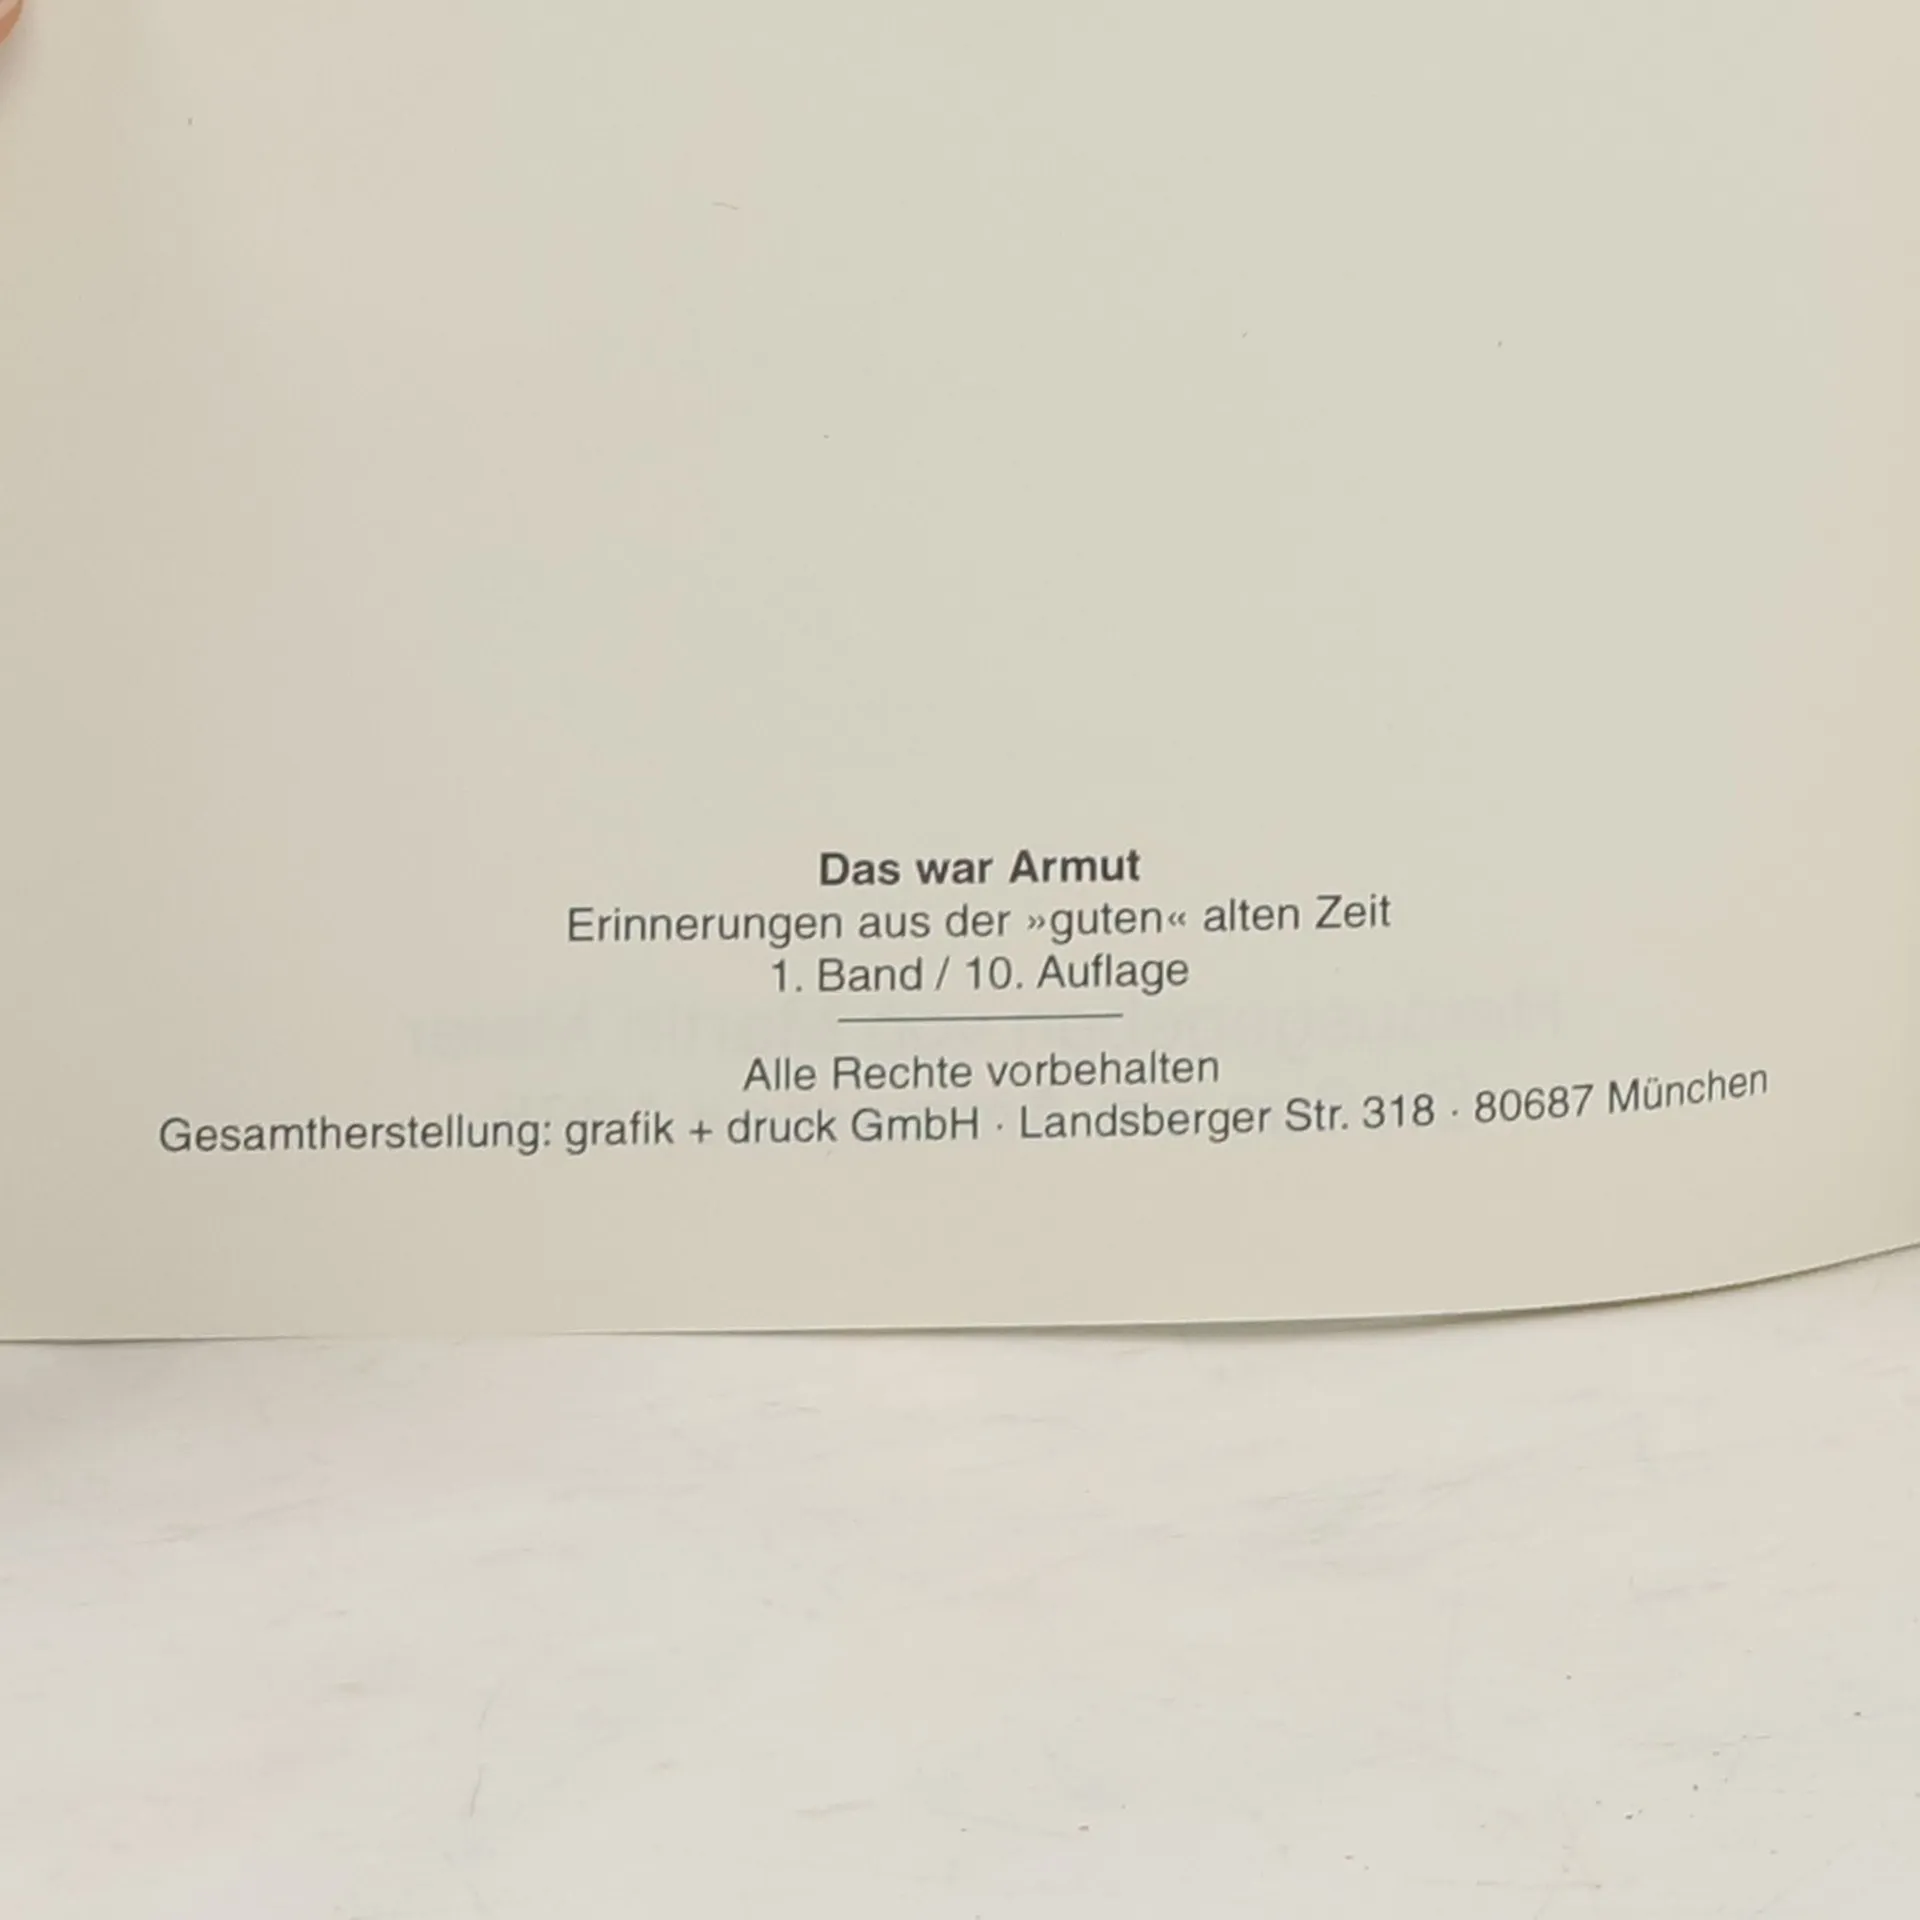 Das war Armut
Erinnerungen aus der »guten« alten Zeit
1. Band / 10. Auflage
Alle Rechte vorbehalten
Gesamtherstellung: grafik + druck GmbH · Landsberger Str. 318 · 80687 München